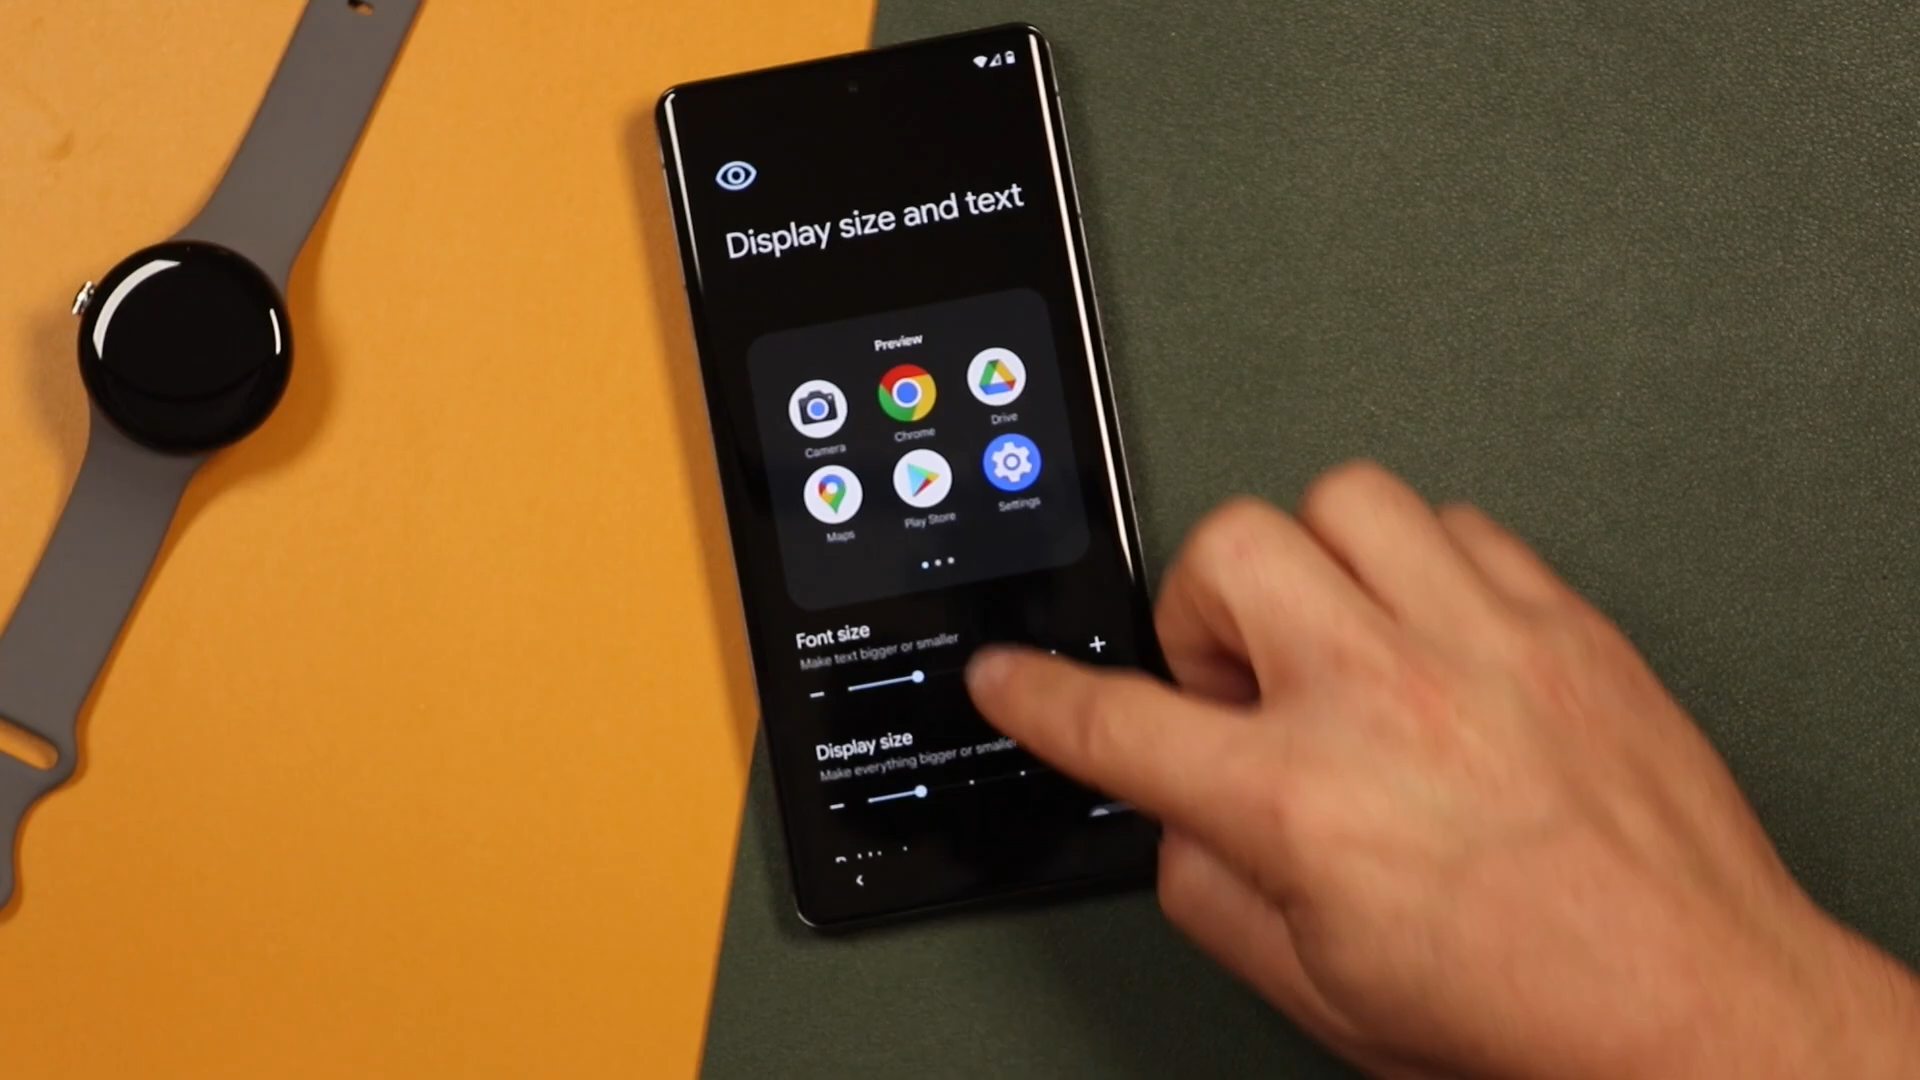 Display size and text
Preview
Camera
Chrome
Drive
Maps
Play Store
Settings
Font size
Make text bigger or smaller
Display size
Make everything bigger or smaller